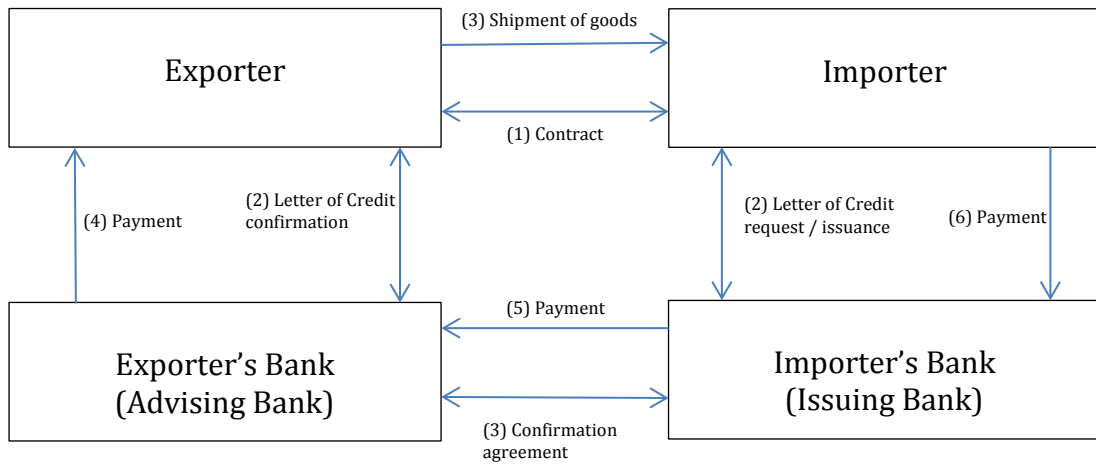 (3) Shipment of goods
Exporter
Importer
(1) Contract
(4) Payment
(2) Letter of Credit
confirmation
(2) Letter of Credit
request / issuance
(6) Payment
(5) Payment
Exporter’s Bank
(Advising Bank)
Importer’s Bank
(Issuing Bank)
(3) Confirmation
agreement